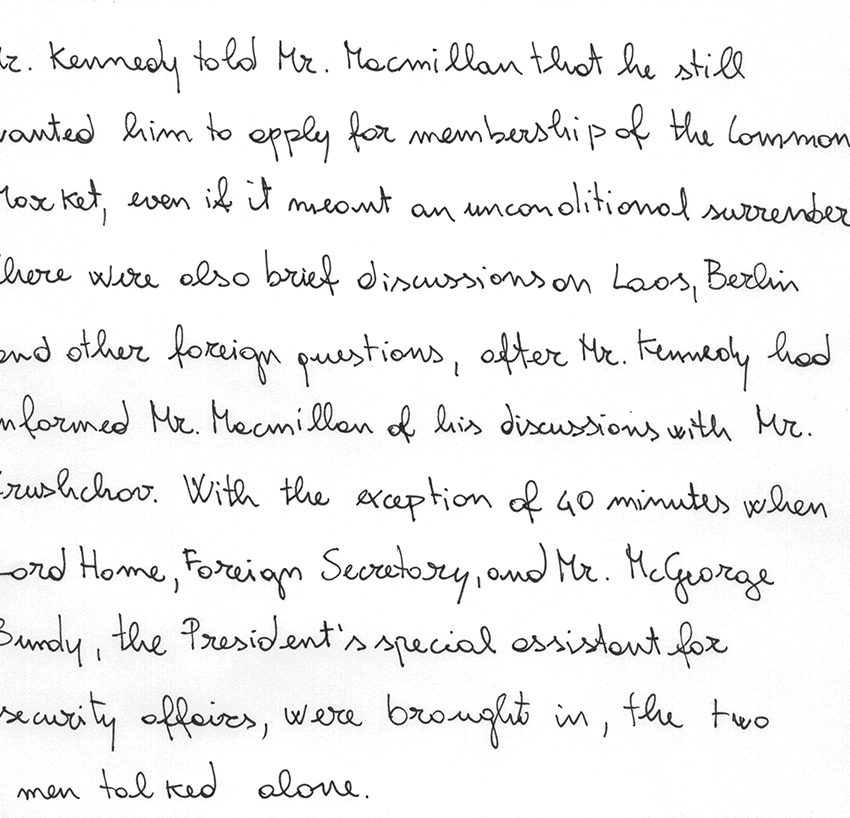 Mr. Kennedy told Mr. Macmillan that he still
wanted him to apply for membership of the Common
Market, even if it meant an unconditional surrender
There were also brief discussions on Laos, Berlin
and other foreign questions, after Mr. Kennedy had
informed Mr. Macmillan of his discussions with Mr.
Krushchov. With the exception of 40 minutes when
Lord Home, Foreign Secretory, and Mr. McGeorge
Bundy, the President's special assistant for
security affairs, were brought in, the two
men talked alone.